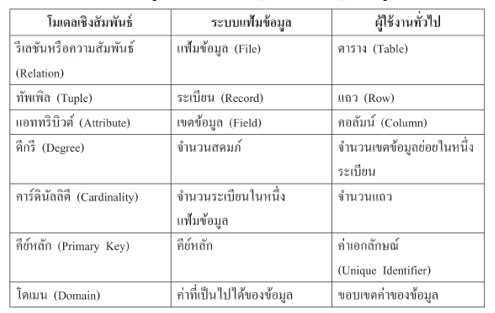 โมเดลเชิงสัมพันธ์ ระบบแฟ้มข้อมูล ผู้ใช้งานทั่วไป
รีเลชันหรือความสัมพันธ์ แฟ้มข้อมูล (File) ตาราง (Table)
(Relation)
ทัพเพิล (Tuple) ระเบียน (Record) แถว (Row)
แอททริบิวต์ (Attribute) เขตข้อมูล (Field) คอลัมน์ (Column)
ดีกรี (Degree) จำนวนสดมภ์ จำนวนเขตข้อมูลย่อยในหนึ่ง
ระเบียน
คาร์ดินัลลิตี (Cardinality) จำนวนระเบียนในหนึ่ง จำนวนแถว
แฟ้มข้อมูล
คีย์หลัก (Primary Key) คีย์หลัก ค่าเอกลักษณ์
(Unique Identifier)
โดเมน (Domain) ค่าที่เป็นไปได้ของข้อมูล ขอบเขตค่าของข้อมูล